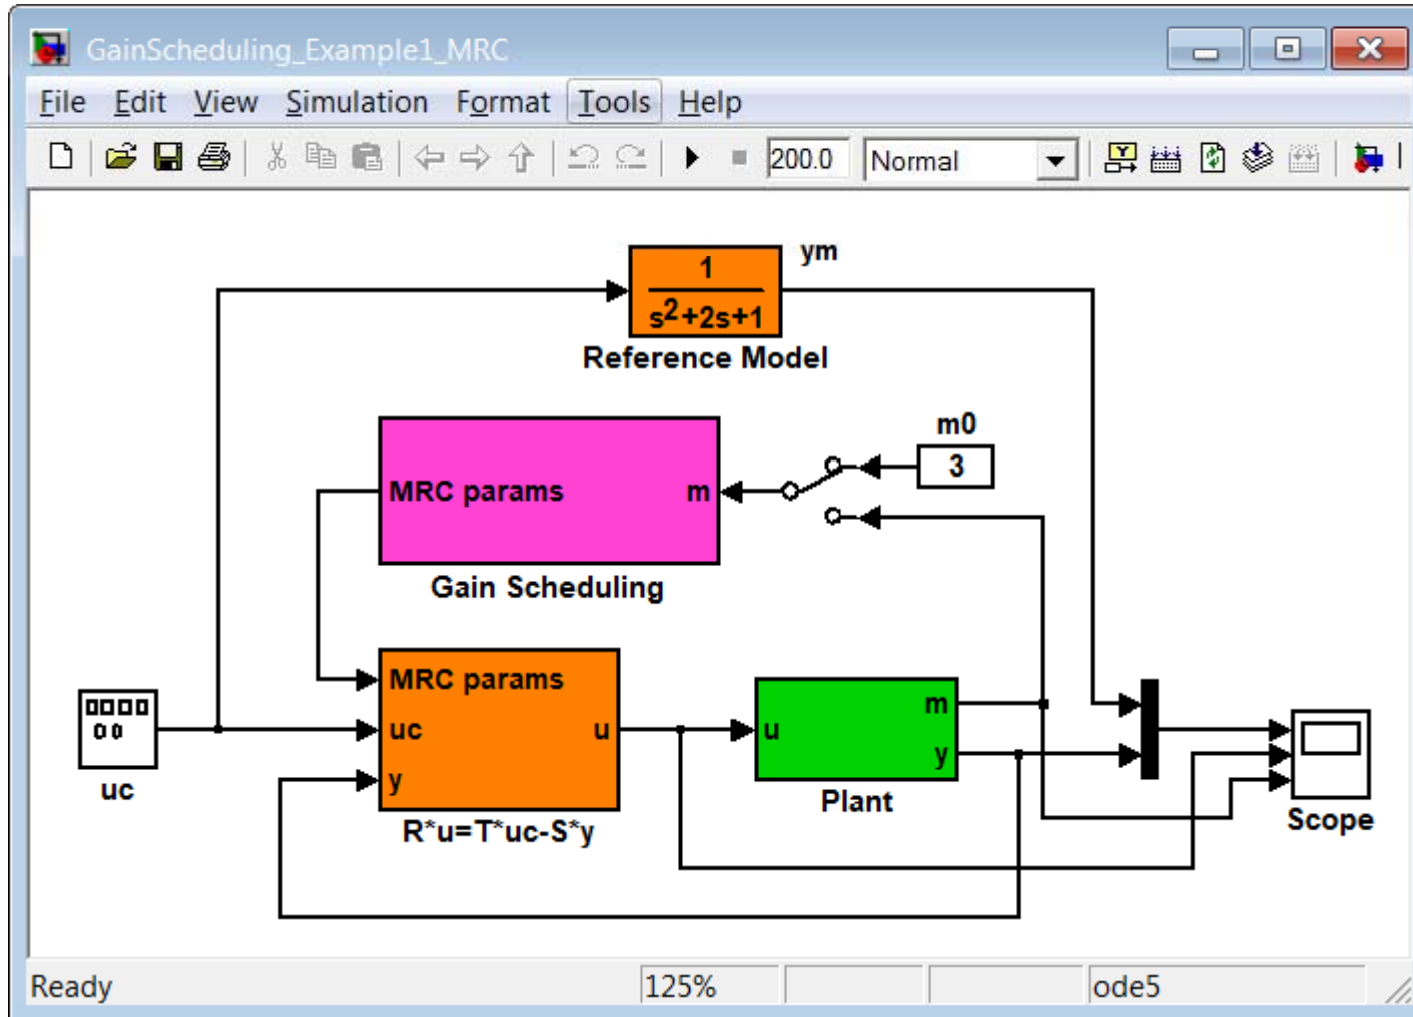 GainScheduling_Example1_MRC
File Edit View Simulation Format Tools Help
200.0 Normal
ym
1
s2+2s+1
Reference Model
m0
3
MRC params m
Gain Scheduling
MRC params
uc u
y
R*u=T*uc-S*y
uc
u m
y
Plant
Scope
Ready 125% ode5